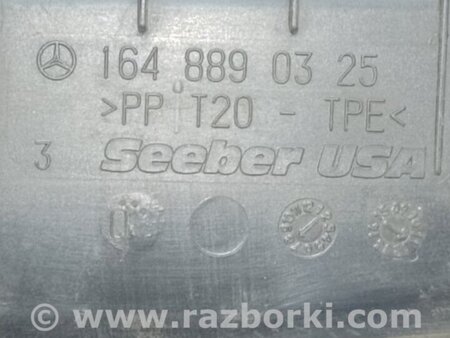 164 889 03 25
>PP T20 - TPE<
3 Seeber USA
© www.razborki.com